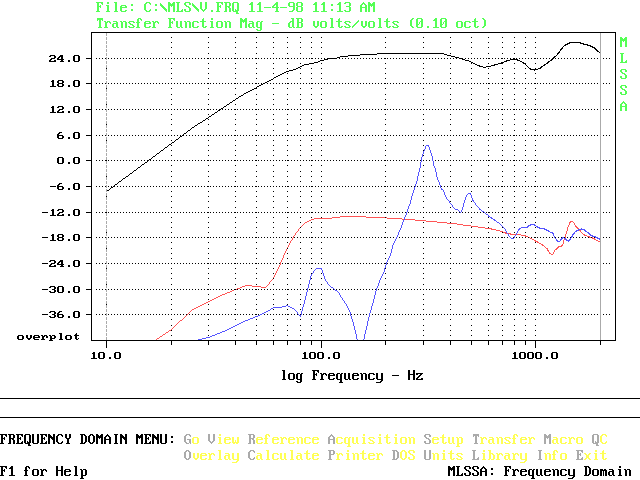 File: C:\MLS\V.FRQ 11-4-98 11:13 AM
Transfer Function Mag - dB volts/volts (0.10 oct)
MLSSA
24.0
18.0
12.0
6.0
0.0
-6.0
-12.0
-18.0
-24.0
-30.0
-36.0
overplot
10.0 100.0 1000.0
log Frequency - Hz
FREQUENCY DOMAIN MENU: Go View Reference Acquisition Setup Transfer Macro QC
Overlay Calculate Printer DOS Units Library Info Exit
F1 for Help MLSSA: Frequency Domain